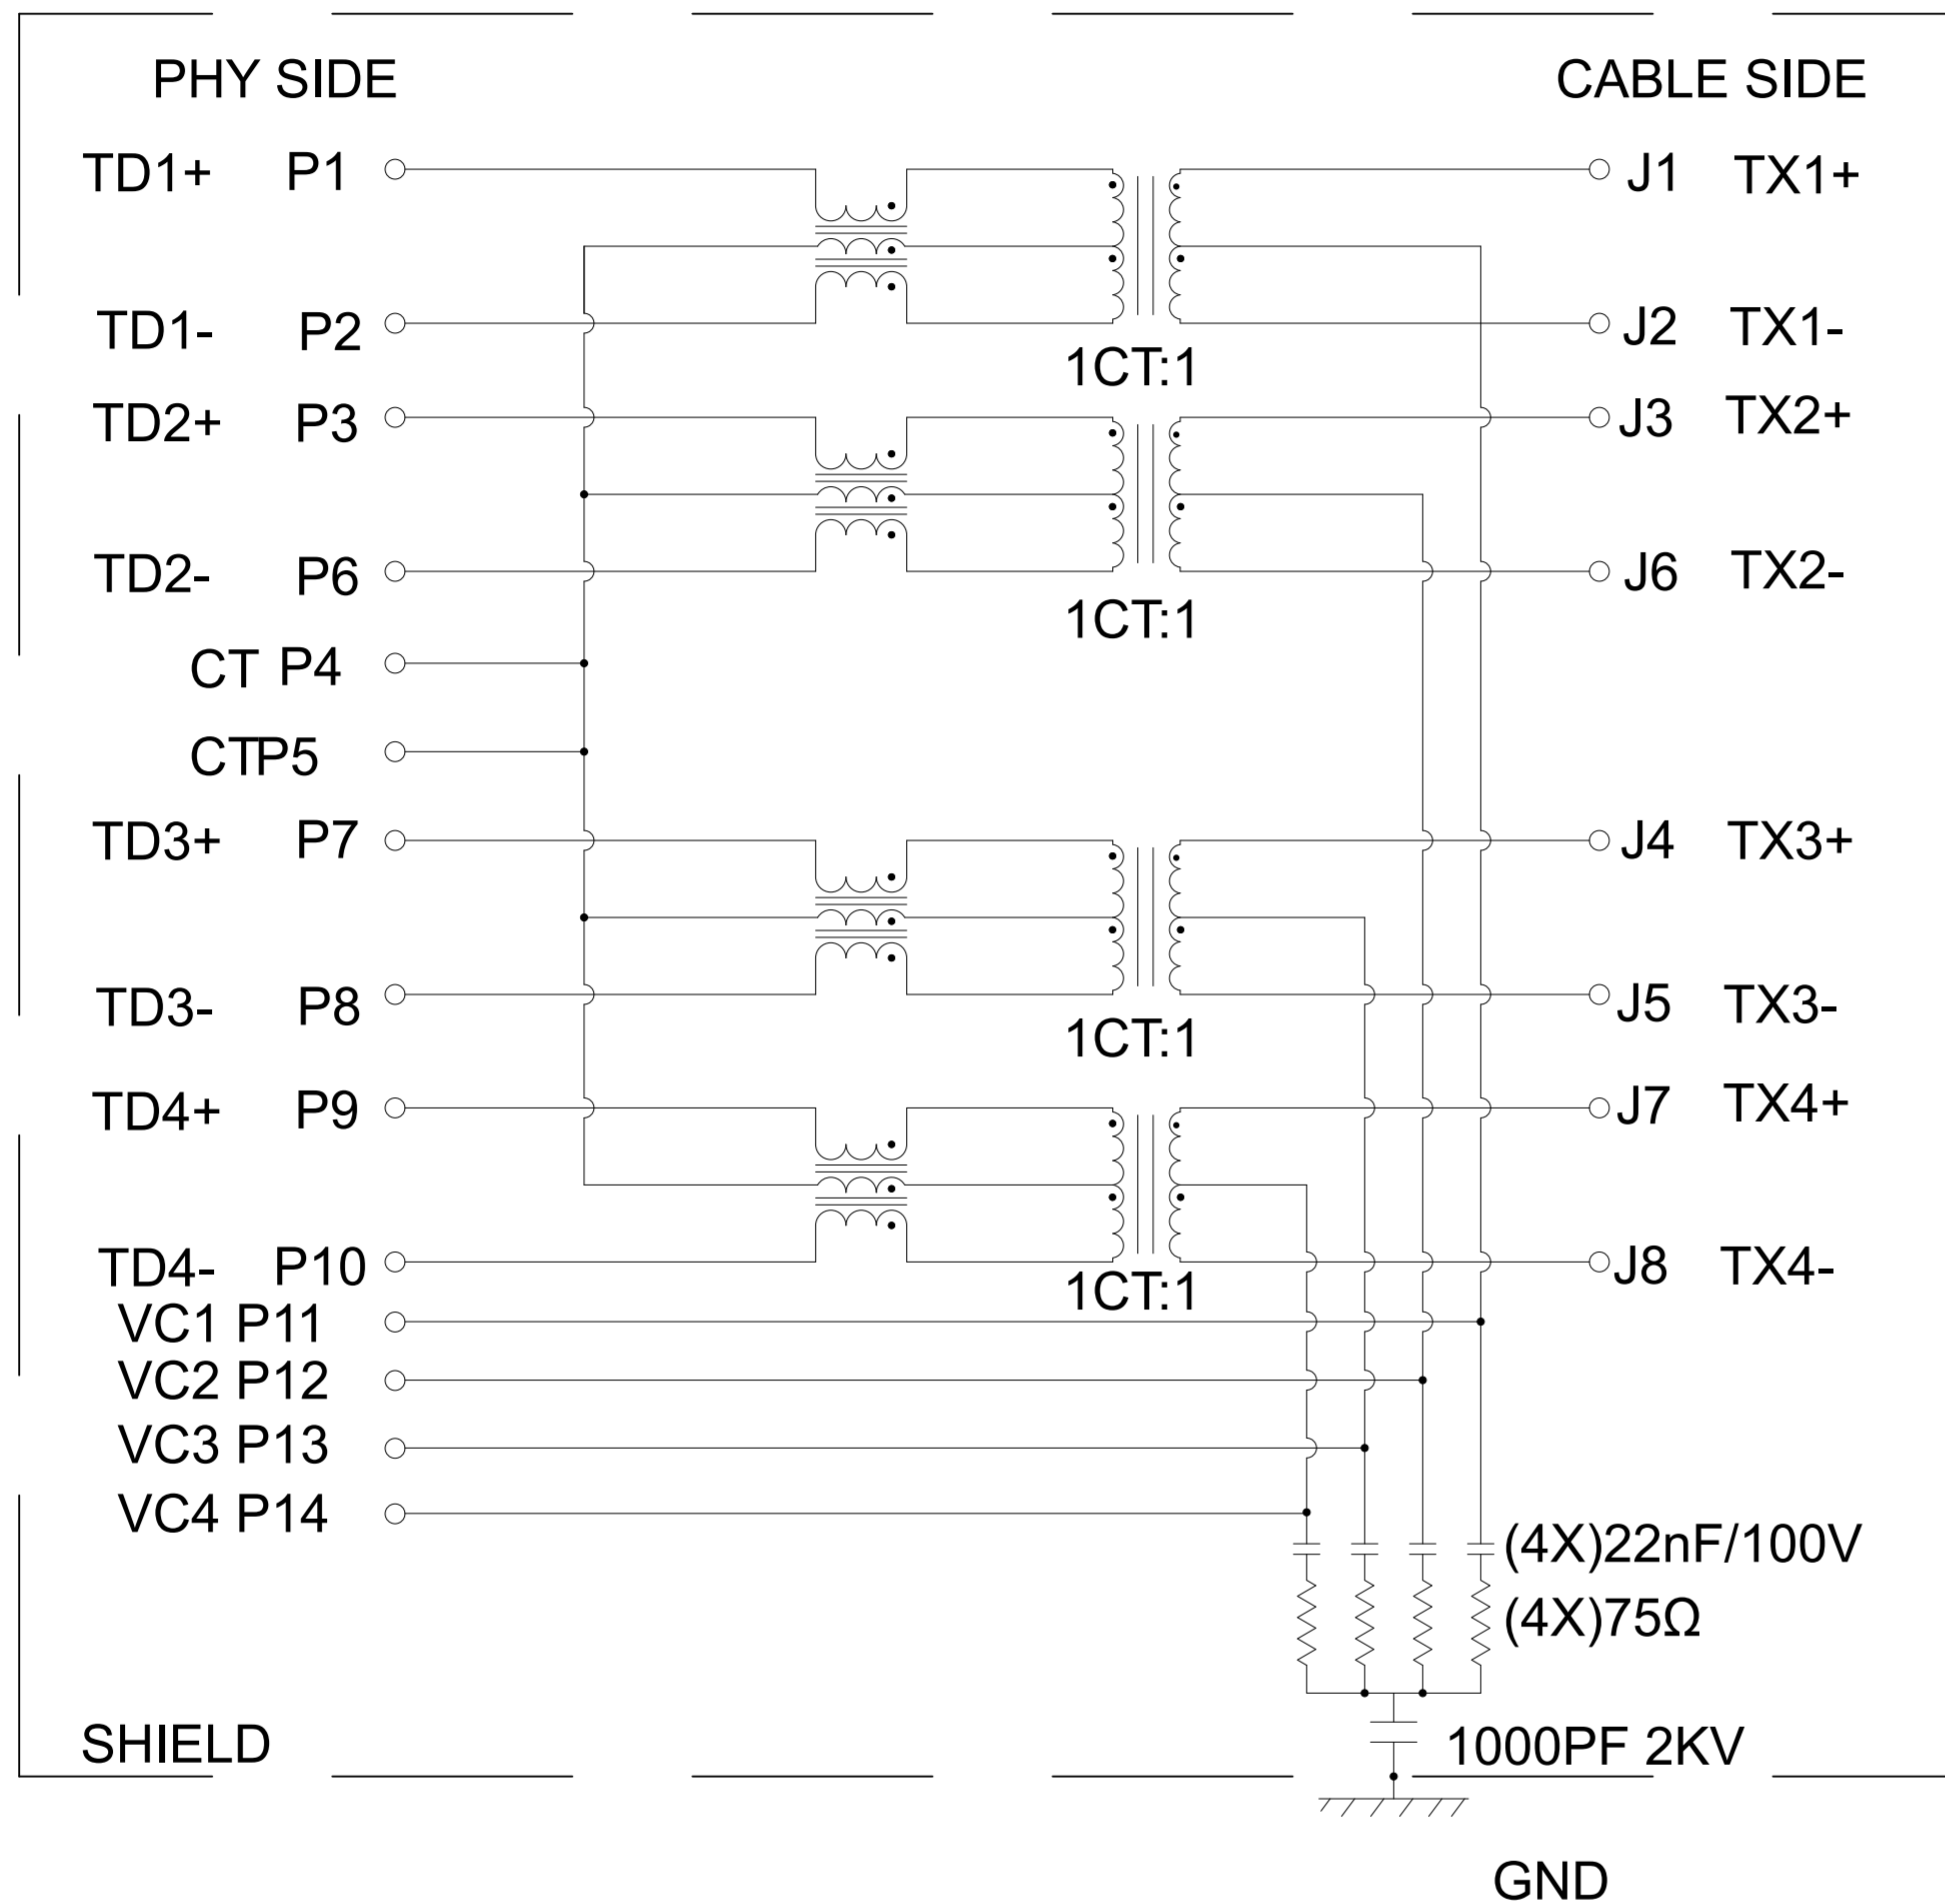 PHY SIDE CABLE SIDE
TD1+ P1 J1 TX1+
TD1- P2 J2 TX1-
1CT:1
TD2+ P3 J3 TX2+
TD2- P6 J6 TX2-
1CT:1
CT P4
CTP5
TD3+ P7 J4 TX3+
TD3- P8 J5 TX3-
1CT:1
TD4+ P9 J7 TX4+
TD4- P10 J8 TX4-
1CT:1
VC1 P11
VC2 P12
VC3 P13
VC4 P14
(4X)22nF/100V
(4X)75Ω
SHIELD 1000PF 2KV
GND